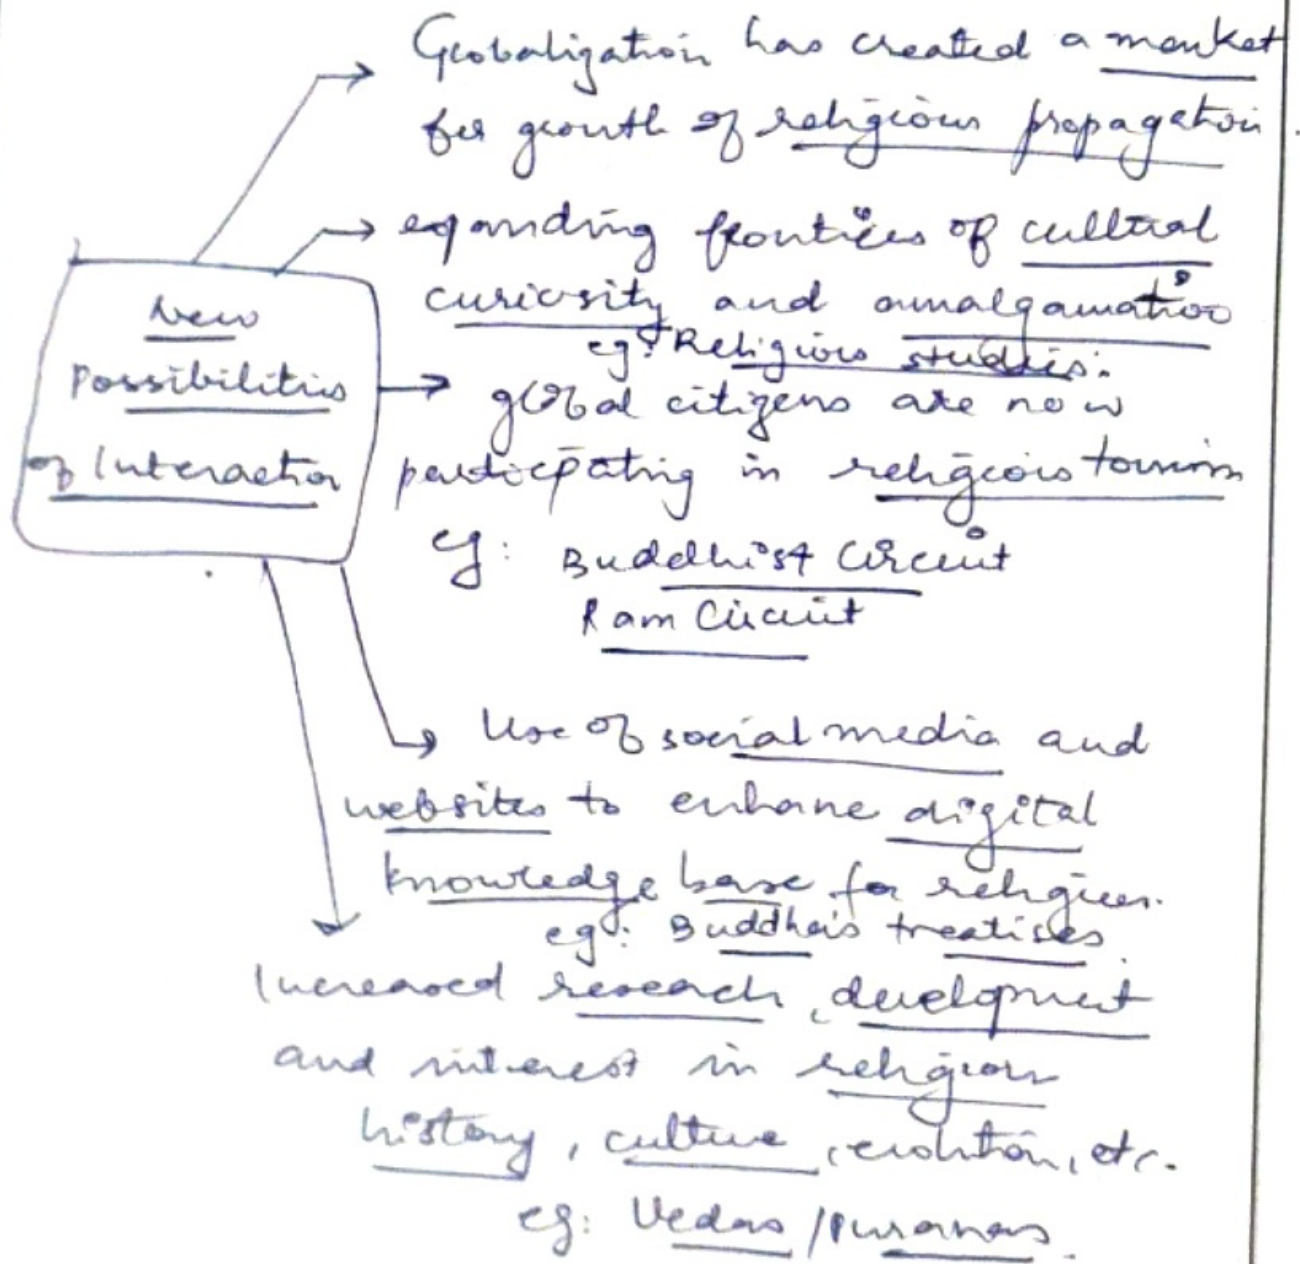 New
Possibilities
of Interaction
Globalization has created a market
for growth of religious propagation.
expanding frontiers of cultural
curiosity and amalgamation
eg: Religious studies.
global citizens are now
participating in religious tourism
eg: Buddhist Circuit
Ram Circuit
Use of social media and
websites to enhance digital
knowledge base for religion.
eg: Buddha's treatises.
Increased research, development
and interest in religion
history, culture, evolution, etc.
eg: Vedas / Puranas.